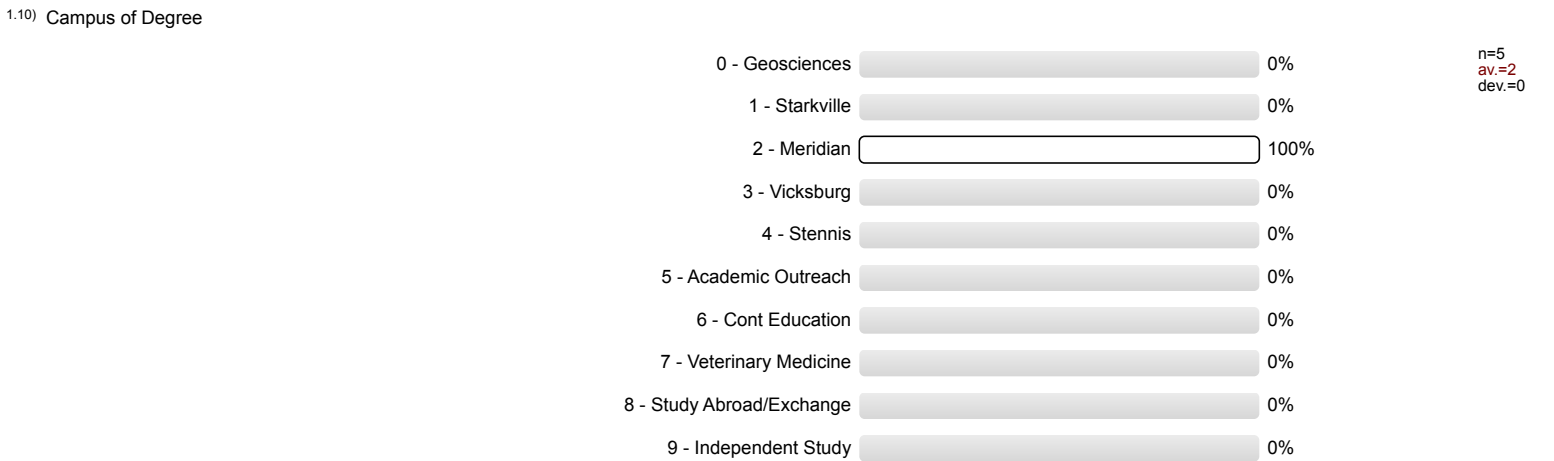 1.10) Campus of Degree
0 - Geosciences 0%
n=5
av.=2
dev.=0
1 - Starkville 0%
2 - Meridian 100%
3 - Vicksburg 0%
4 - Stennis 0%
5 - Academic Outreach 0%
6 - Cont Education 0%
7 - Veterinary Medicine 0%
8 - Study Abroad/Exchange 0%
9 - Independent Study 0%